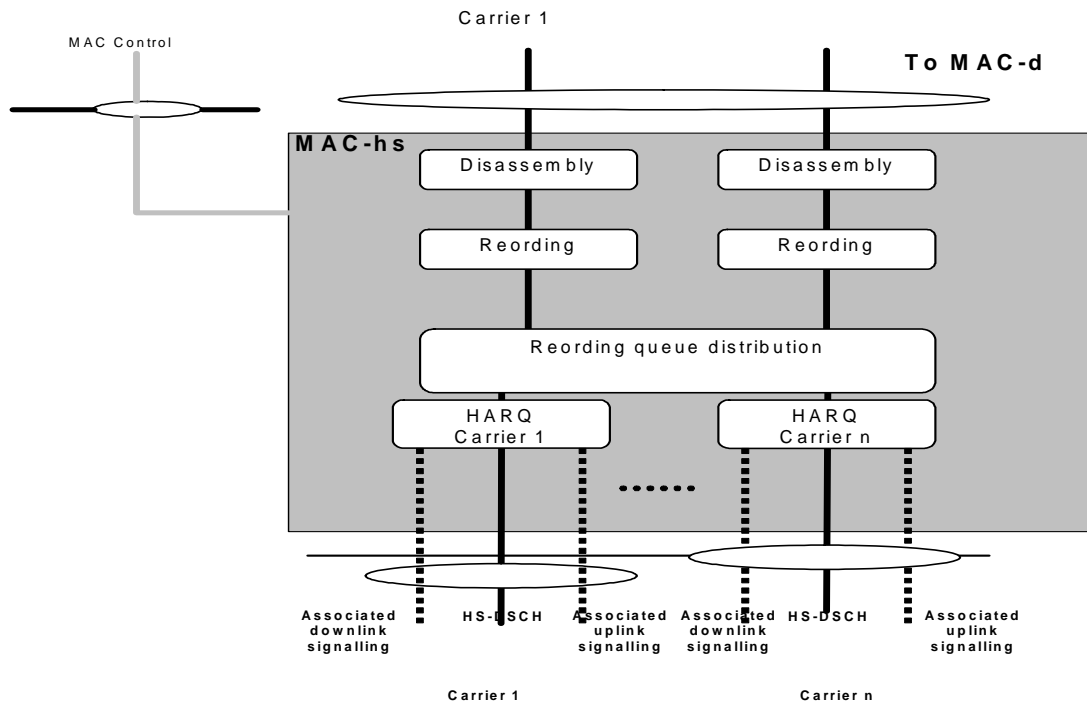 Carrier 1
MAC Control
To MAC-d
MAC-hs
Disassembly
Disassembly
Reording
Reording
Reording queue distribution
HARQ
Carrier 1
HARQ
Carrier n
Associated
downlink
signalling
HS-DSCH
Associated
uplink
signalling
Associated
downlink
signalling
HS-DSCH
Associated
uplink
signalling
Carrier 1
Carrier n